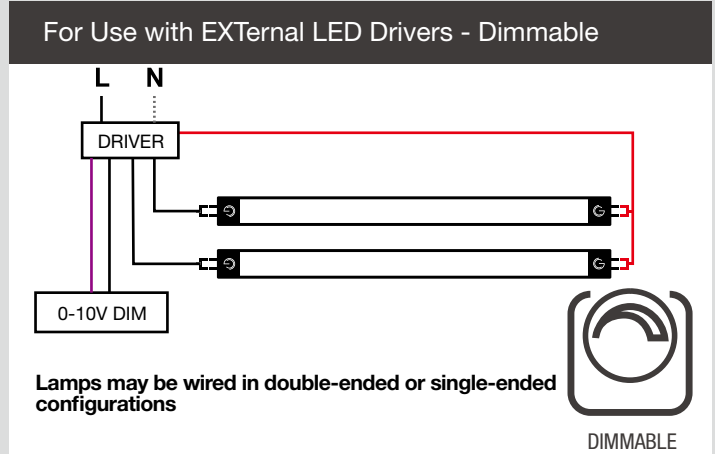 For Use with EXTernal LED Drivers - Dimmable
L N
DRIVER
0-10V DIM
Lamps may be wired in double-ended or single-ended
configurations
DIMMABLE